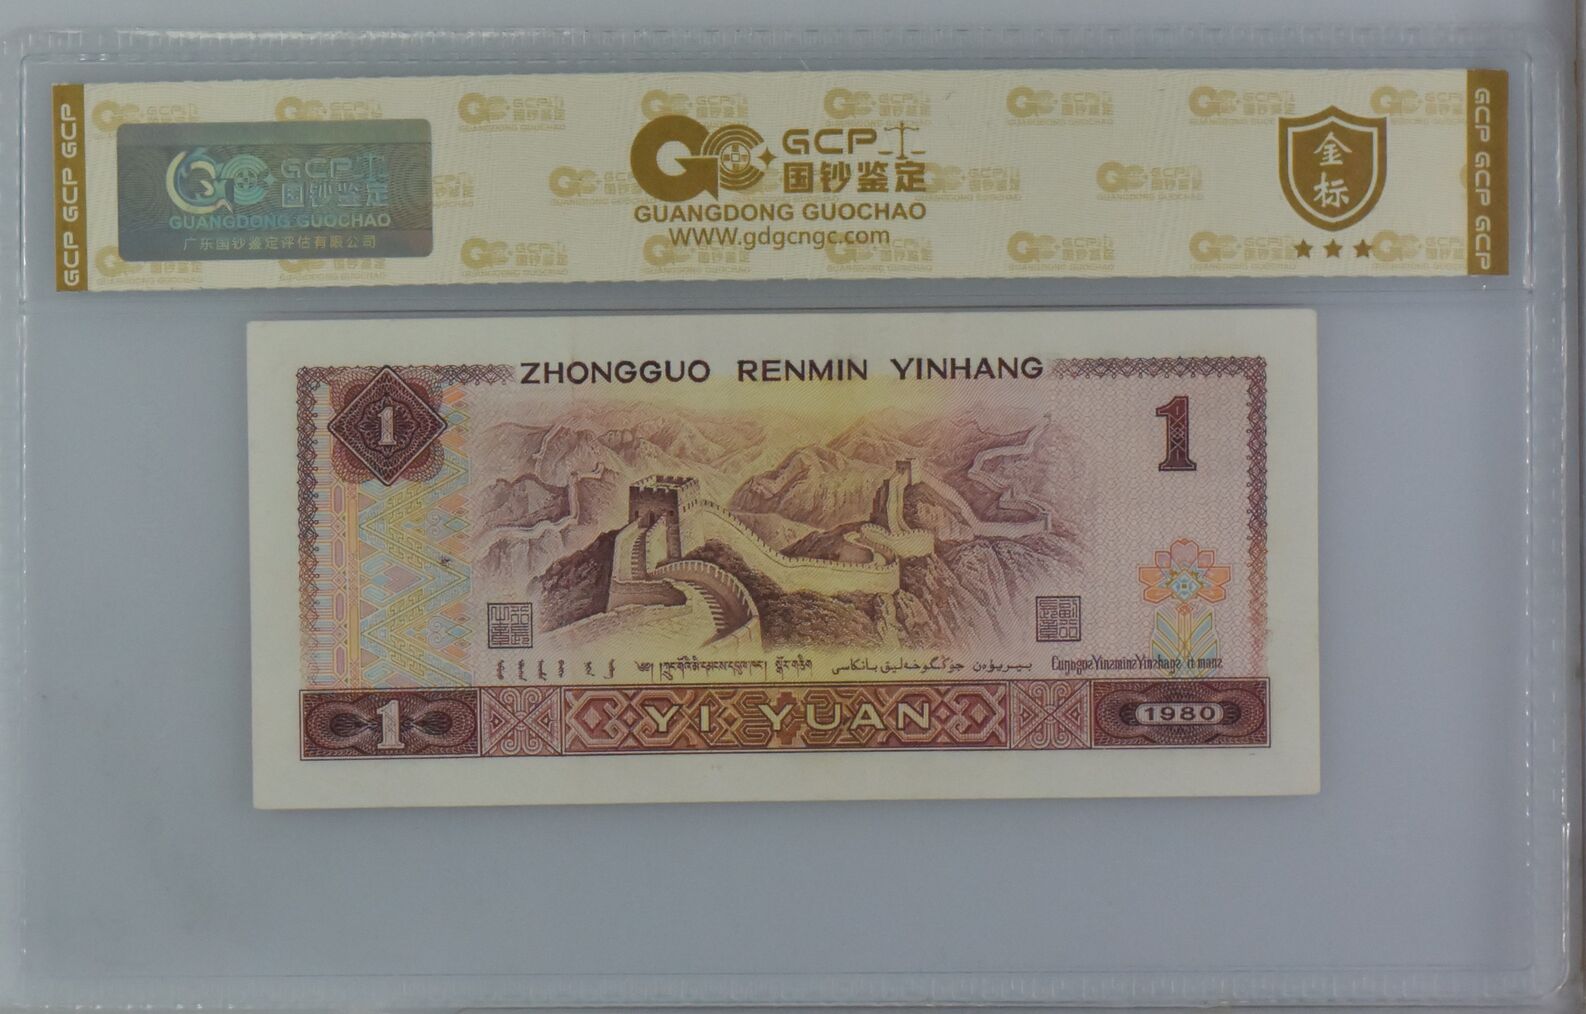 GCP GCP GCP
GCP 国钞鉴定
GUANGDONG GUOCHAO
广东国钞鉴定评估有限公司
GCP
国钞鉴定
GUANGDONG GUOCHAO
WWW.gdgcngc.com
金标
GCP GCP GCP
ZHONGGUO RENMIN YINHANG
1
1
1
YI YUAN
1980